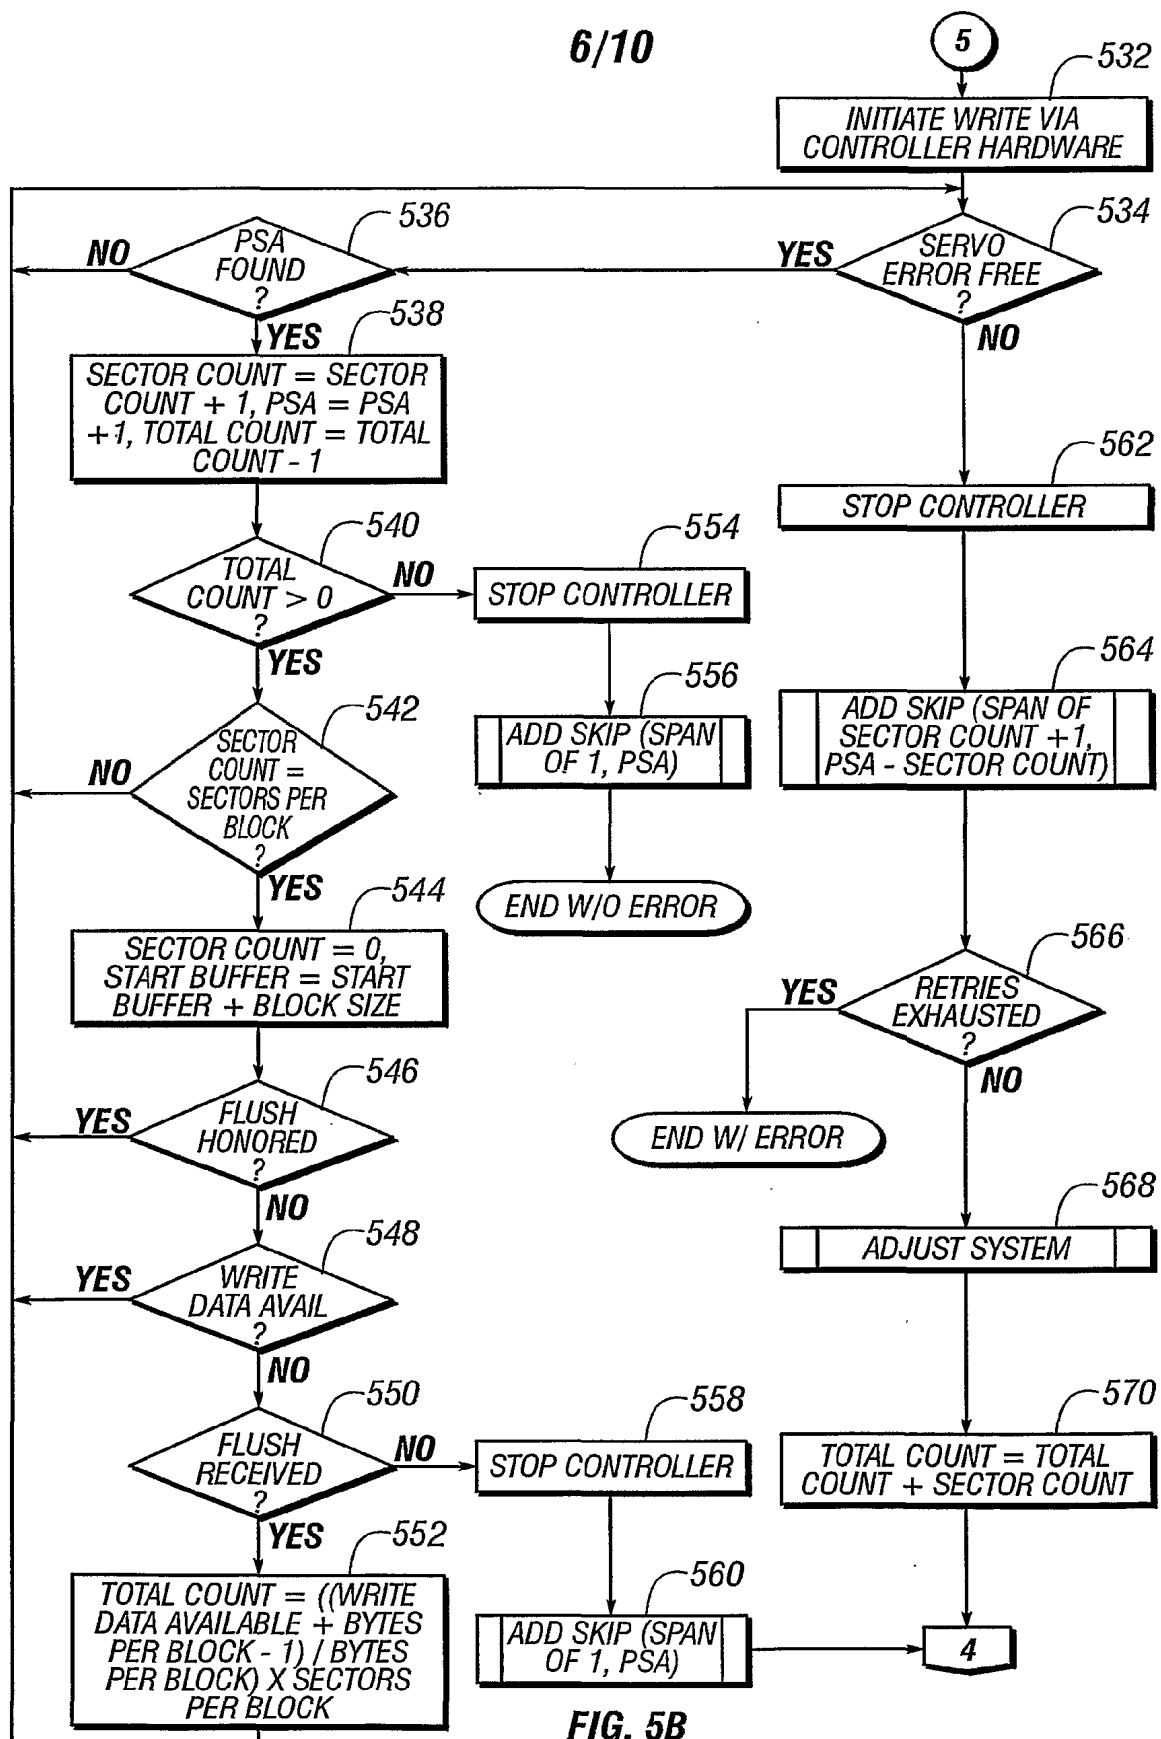 6/10
5
532
INITIATE WRITE VIA
CONTROLLER HARDWARE
534
SERVO
ERROR FREE
?
YES
NO
536
PSA
FOUND
?
NO
YES
538
SECTOR COUNT = SECTOR
COUNT + 1, PSA = PSA
+1, TOTAL COUNT = TOTAL
COUNT - 1
540
TOTAL
COUNT > 0
?
NO
YES
554
STOP CONTROLLER
556
ADD SKIP (SPAN
OF 1, PSA)
END W/O ERROR
542
SECTOR
COUNT =
SECTORS PER
BLOCK
?
NO
YES
544
SECTOR COUNT = 0,
START BUFFER = START
BUFFER + BLOCK SIZE
546
FLUSH
HONORED
?
YES
NO
548
WRITE
DATA AVAIL
?
YES
NO
550
FLUSH
RECEIVED
?
NO
YES
552
TOTAL COUNT = ((WRITE
DATA AVAILABLE + BYTES
PER BLOCK - 1) / BYTES
PER BLOCK) X SECTORS
PER BLOCK
558
STOP CONTROLLER
560
ADD SKIP (SPAN
OF 1, PSA)
562
STOP CONTROLLER
564
ADD SKIP (SPAN OF
SECTOR COUNT +1,
PSA - SECTOR COUNT)
566
RETRIES
EXHAUSTED
?
YES
NO
END W/ ERROR
568
ADJUST SYSTEM
570
TOTAL COUNT = TOTAL
COUNT + SECTOR COUNT
4
FIG. 5B